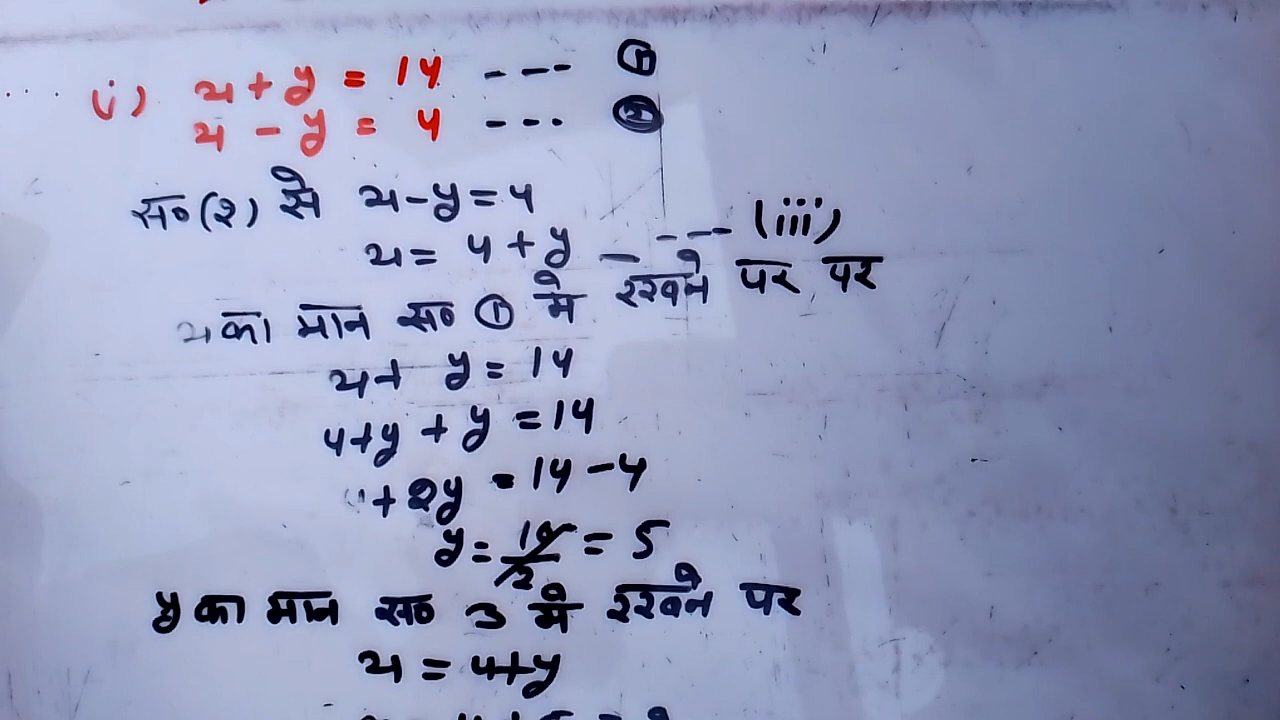 (i) x + y = 14 --- ①
x - y = 4 --- ②
स० (२) से x - y = 4
x = 4 + y - --- (iii)
x का मान स० ① मे रखने पर पर
x + y = 14
4 + y + y = 14
+ 2y = 14 - 4
y = 10/2 = 5
y का मान स० 3 मे रखने पर
x = 4 + y